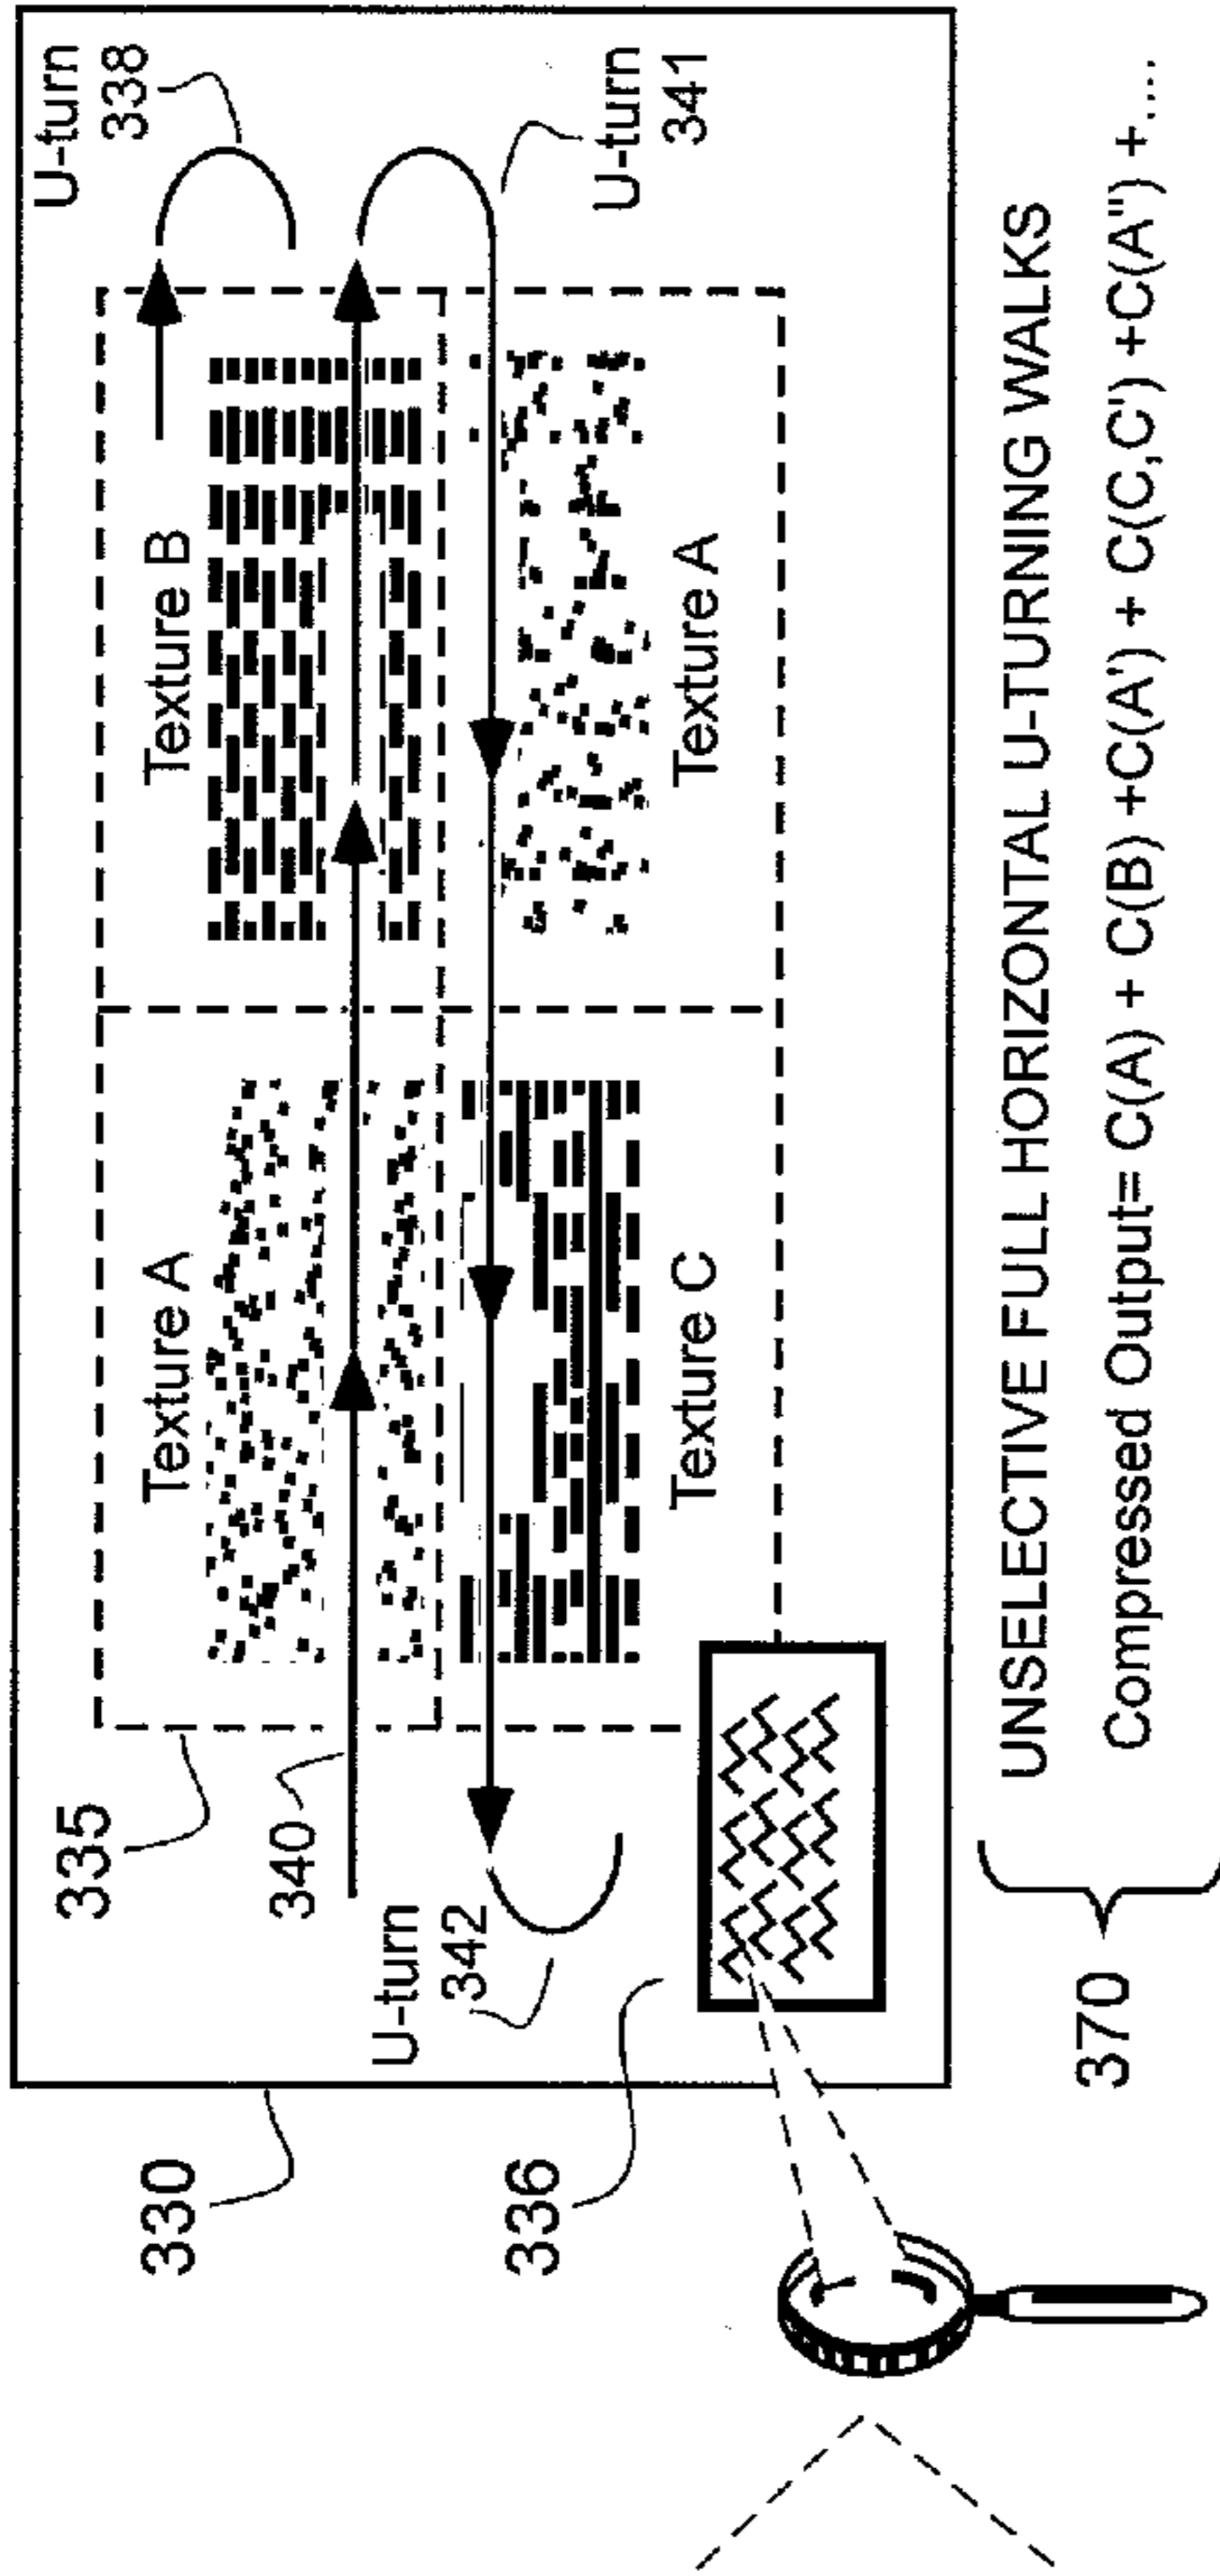 U-turn
338
335
Texture A
Texture B
340
330
U-turn
342
U-turn
341
336
Texture C
Texture A
370
UNSELECTIVE FULL HORIZONTAL U-TURNING WALKS
Compressed Output= C(A) + C(B) +C(A') + C(C,C') +C(A") +....